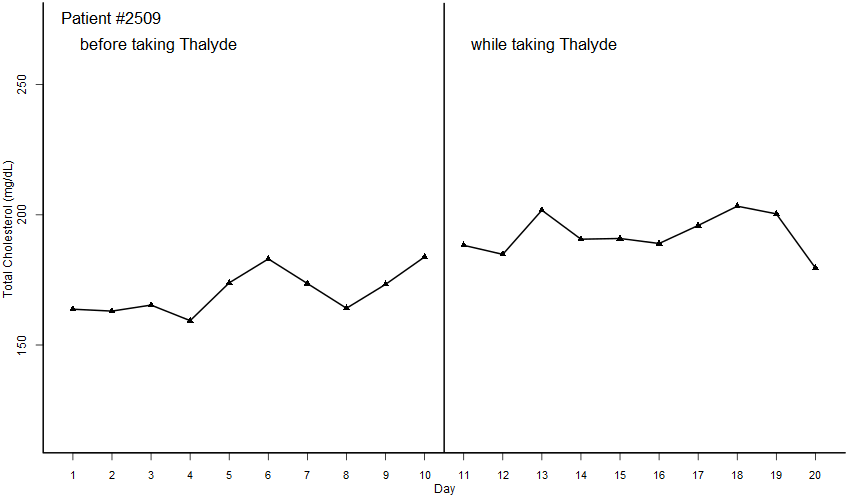 Patient #2509
before taking Thalyde
while taking Thalyde
Total Cholesterol (mg/dL)
250
200
150
1 2 3 4 5 6 7 8 9 10 11 12 13 14 15 16 17 18 19 20
Day